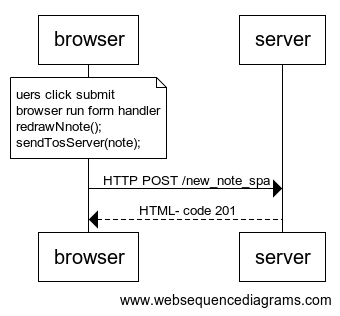 browser
server
uers click submit
browser run form handler
redrawNnote();
sendTosServer(note);
HTTP POST /new_note_spa
HTML- code 201
browser
server
www.websequencediagrams.com